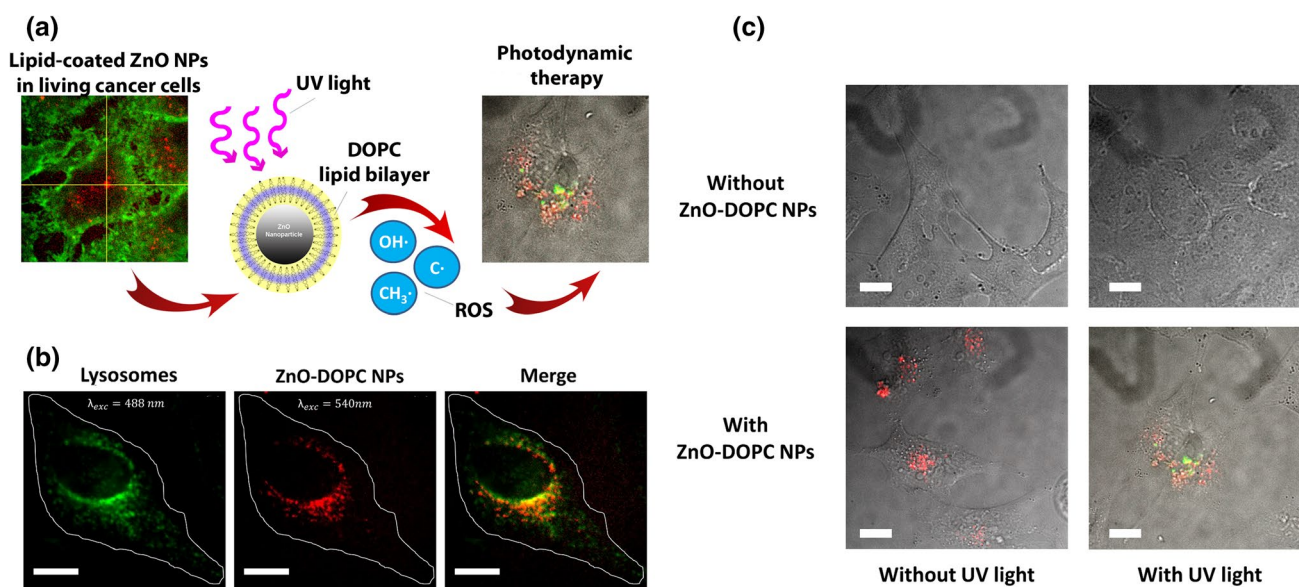 (a)
Lipid-coated ZnO NPs
in living cancer cells
UV light
DOPC
lipid bilayer
ZnO
Nanoparticle
OH·
C·
CH₃·
ROS
Photodynamic
therapy
(b)
Lysosomes
λexc = 488 nm
ZnO-DOPC NPs
λexc = 540nm
Merge
(c)
Without
ZnO-DOPC NPs
With
ZnO-DOPC NPs
Without UV light
With UV light